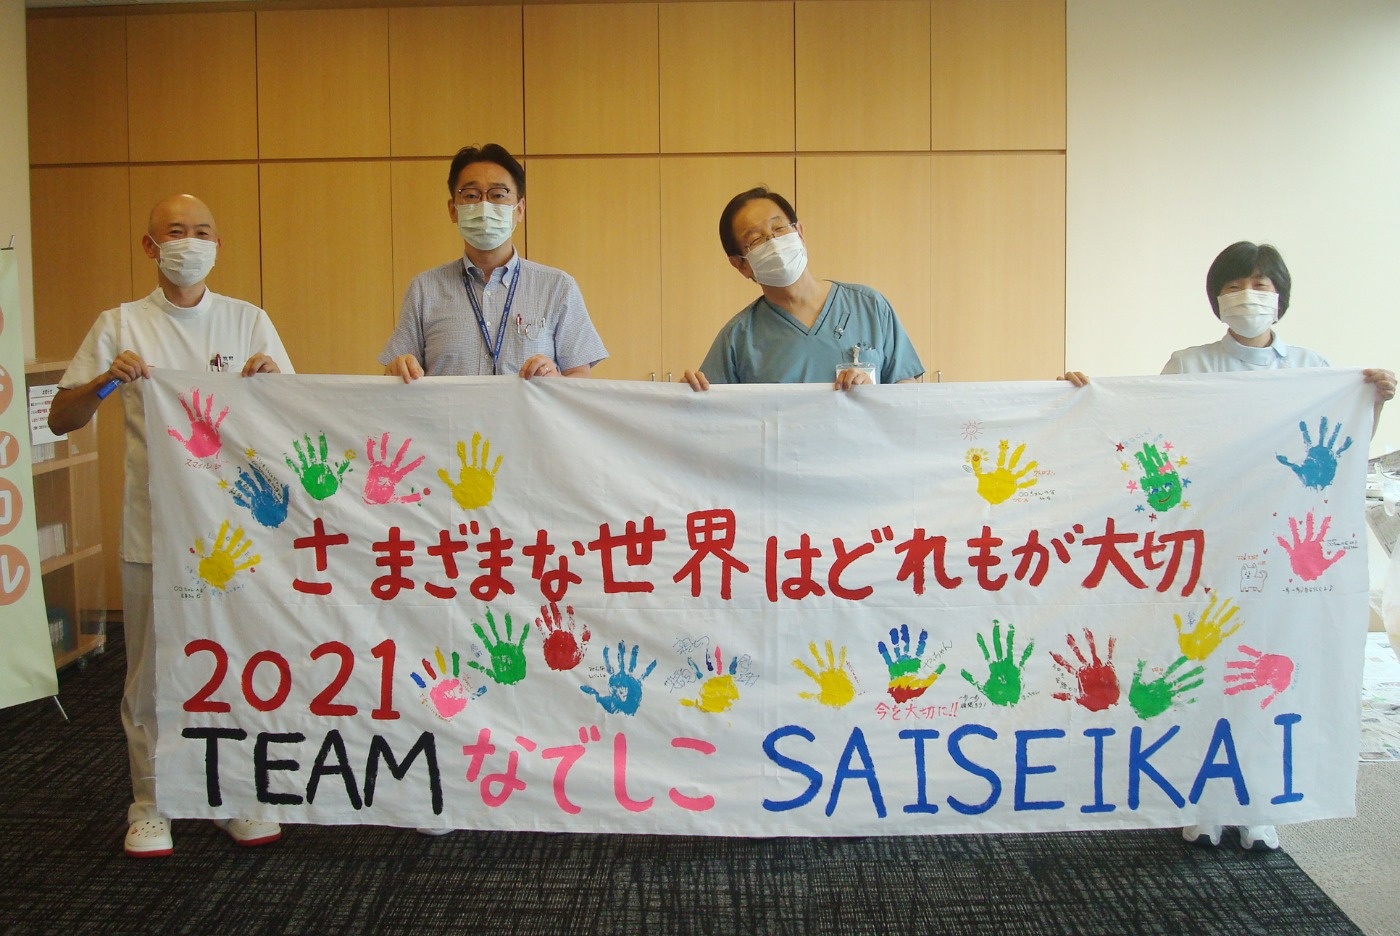 さまざまな世界はどれもが大切
2021
今を大切に!!
TEAM なでしこ SAISEIKAI